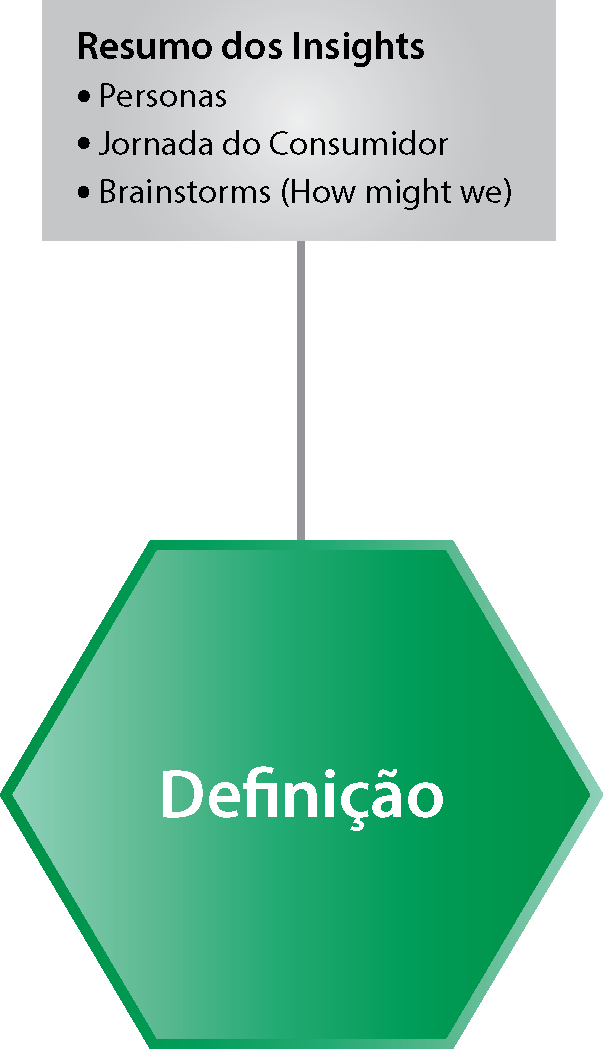 Resumo dos Insights
• Personas
• Jornada do Consumidor
• Brainstorms (How might we)
Definição